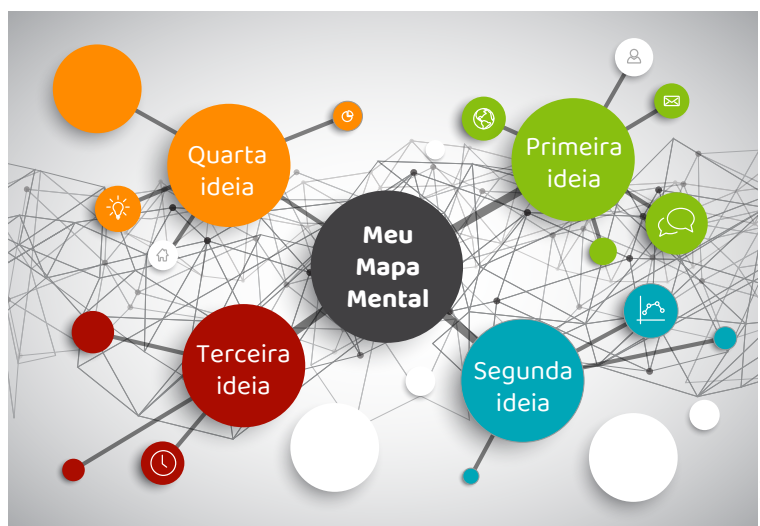 Quarta
ideia
Primeira
ideia
Meu
Mapa
Mental
Terceira
ideia
Segunda
ideia